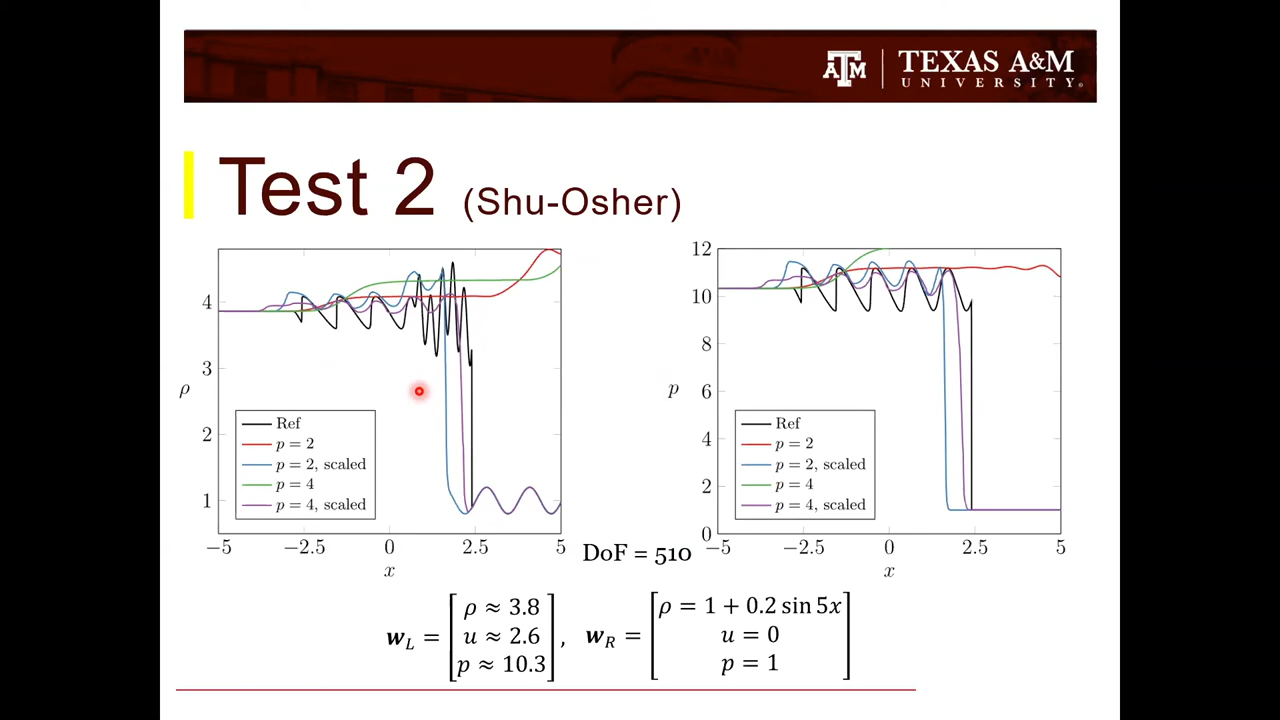 TEXAS A&M
UNIVERSITY®
Test 2 (Shu-Osher)
4
3
2
1
ρ
Ref
p = 2
p = 2, scaled
p = 4
p = 4, scaled
−5
−2.5
0
2.5
5
x
12
10
8
6
4
2
0
p
Ref
p = 2
p = 2, scaled
p = 4
p = 4, scaled
−5
−2.5
0
2.5
5
x
DoF = 510
ρ ≈ 3.8
w_L = u ≈ 2.6 ,
p ≈ 10.3
ρ = 1 + 0.2 sin 5x
w_R = u = 0
p = 1